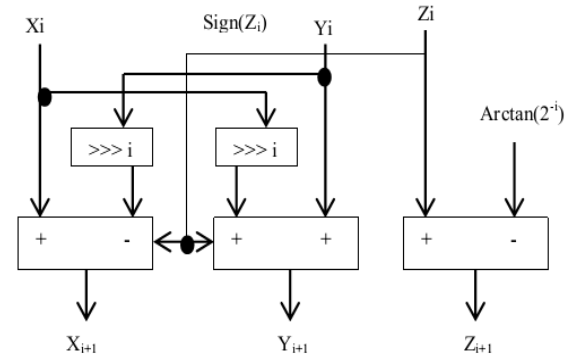 Xi
Sign(Zᵢ)
Yi
Zi
Arctan(2⁻ⁱ)
>>> i
>>> i
+ -
+ +
+ -
Xᵢ₊₁
Yᵢ₊₁
Zᵢ₊₁